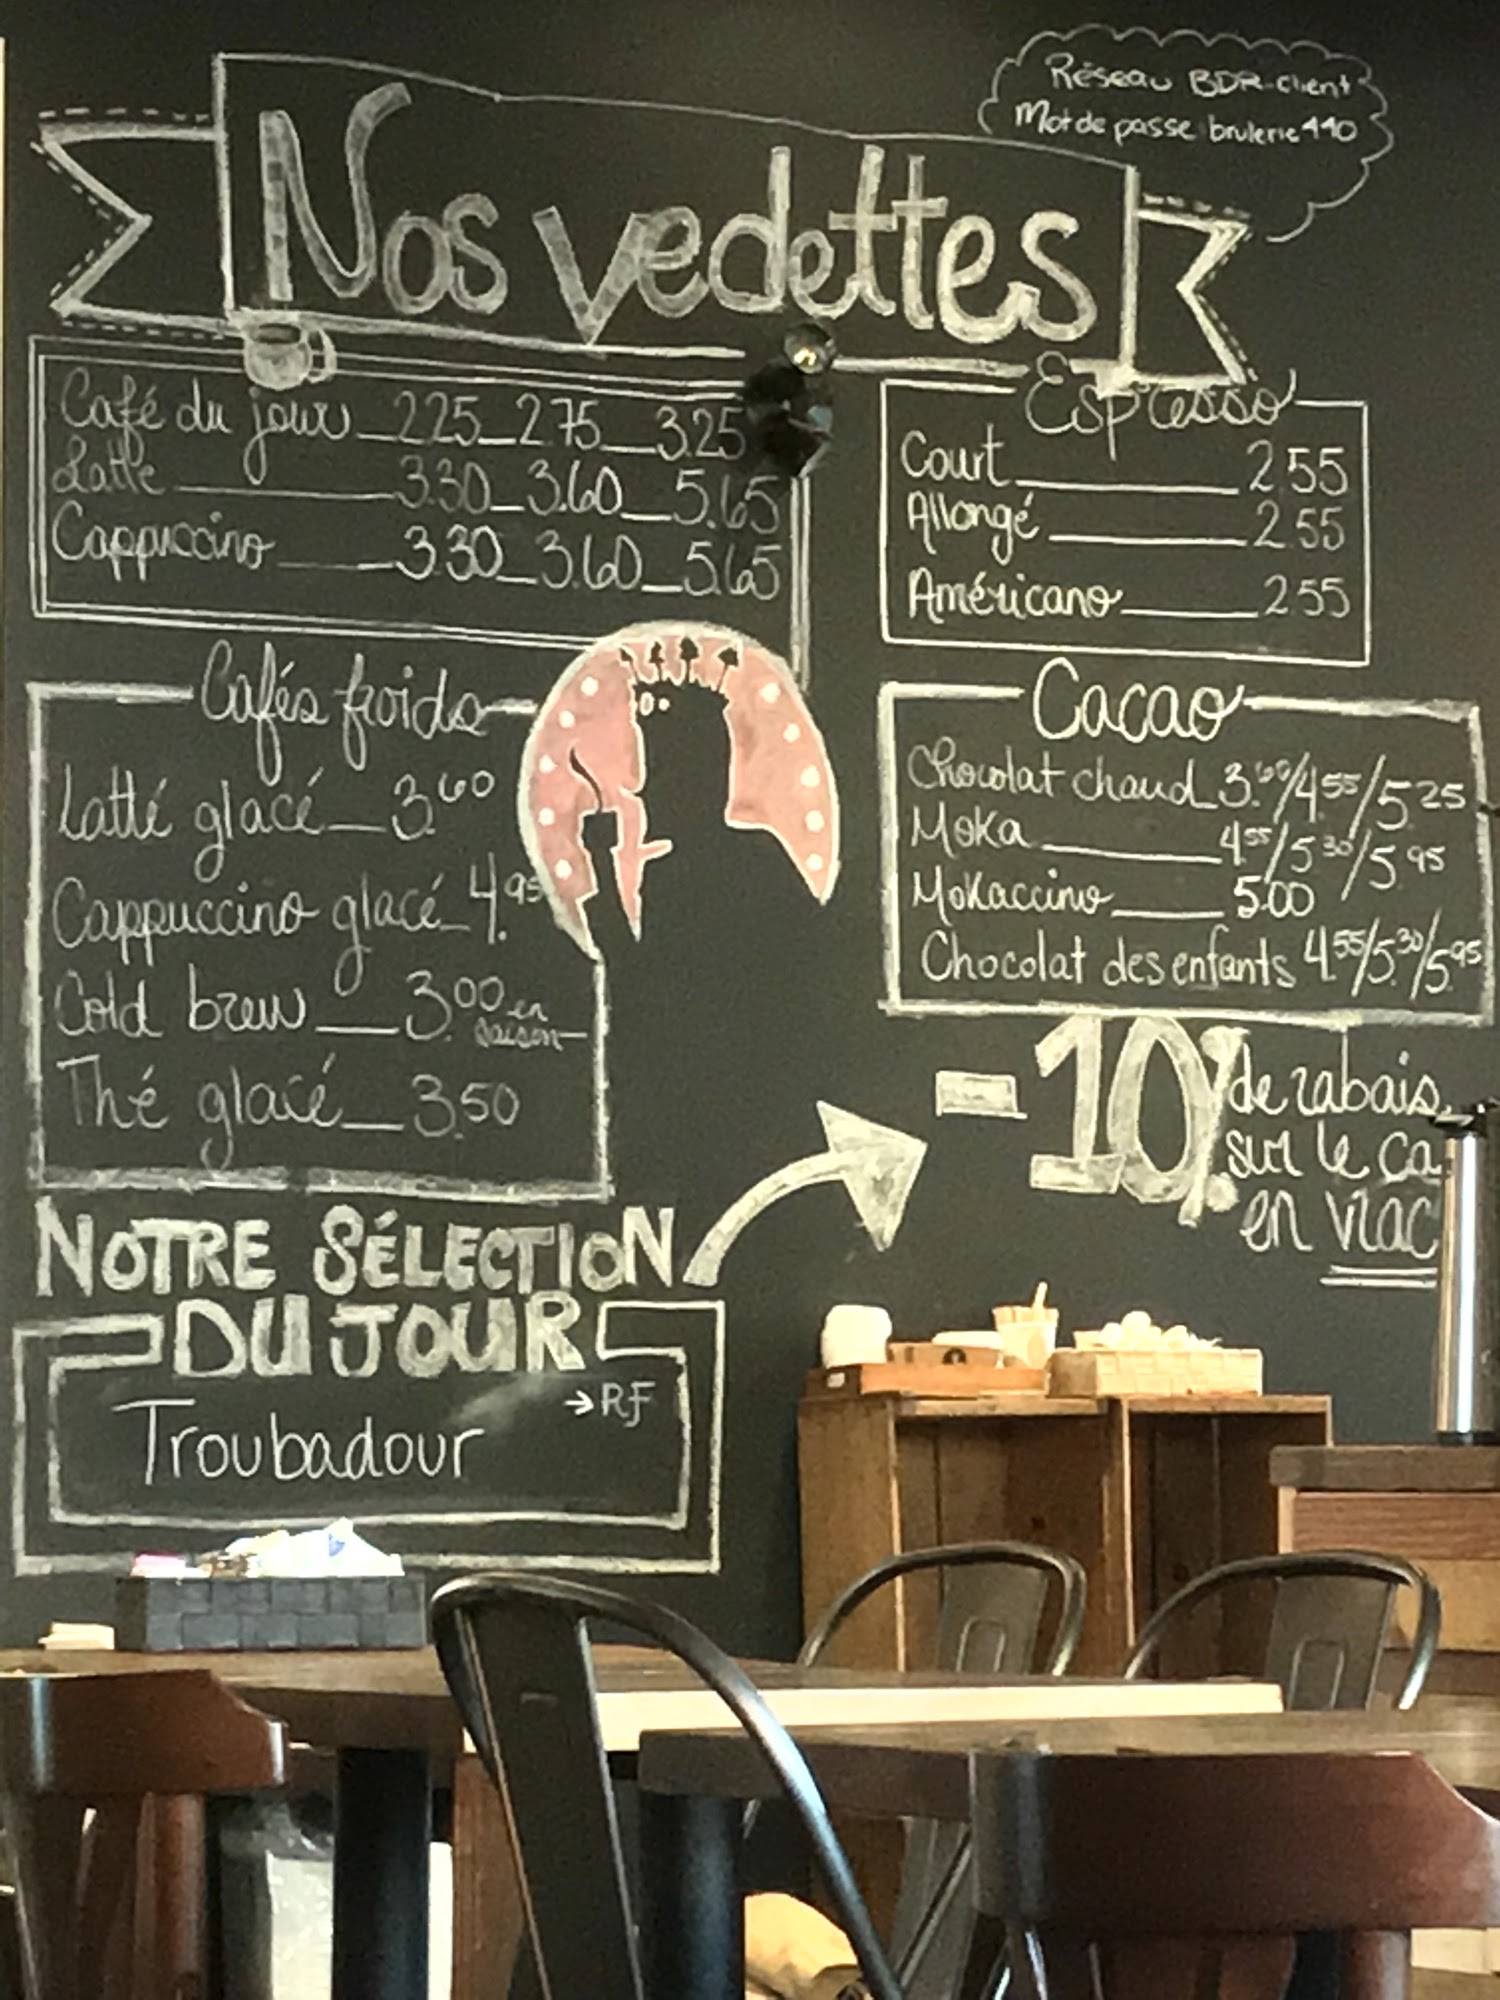 Réseau BDR-client
Mot de passe brulerie440
Nos vedettes
Café du jour 2.25 2.75 3.25
Latte 3.30 3.60 5.65
Cappuccino 3.30 3.60 5.65
Espresso
Court 2.55
Allongé 2.55
Américano 2.55
Cafés froids
Latté glacé 3.60
Cappuccino glacé 4.95
Cold brew 3.00 en saison
Thé glacé 3.50
Cacao
Chocolat chaud 3.60/4.55/5.25
Moka 4.55/5.30/5.95
Mokaccino 5.00
Chocolat des enfants 4.55/5.30/5.95
-10% de rabais
sur le ca
en vrac
NOTRE SÉLECTION
DU JOUR
→ RF
Troubadour